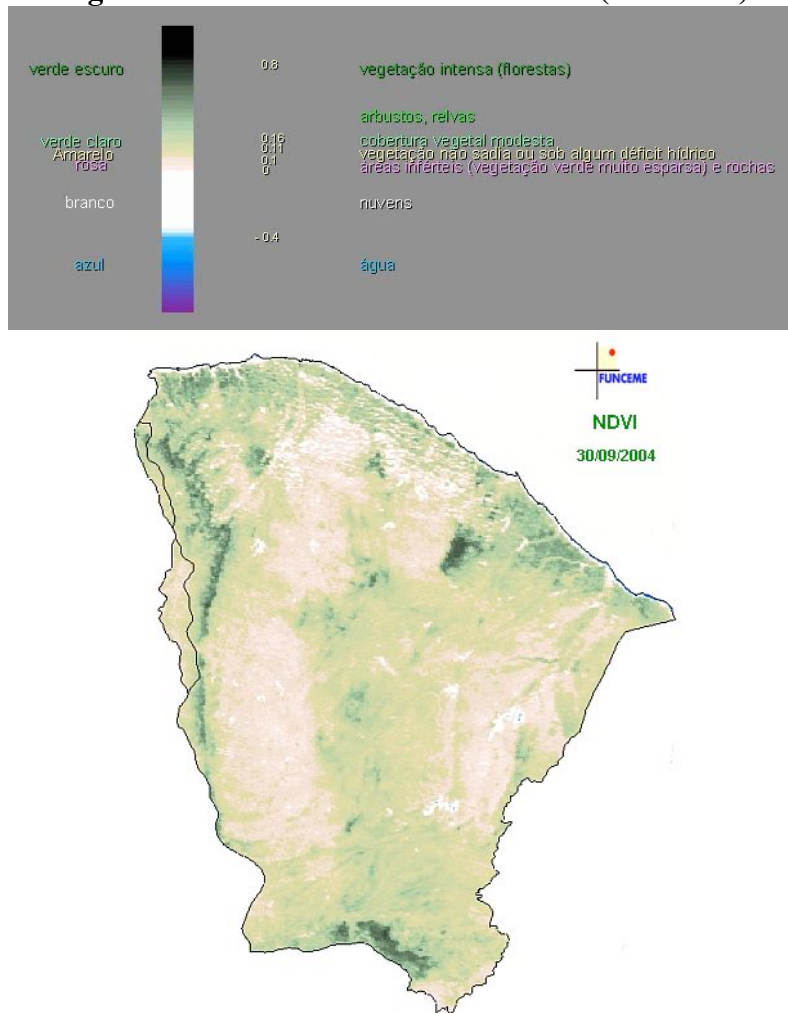 verde escuro 0.8 vegetação intensa (florestas)
arbustos, relvas
verde claro 0.16 cobertura vegetal modesta
Amarelo 0.11 vegetação não sadia ou sob algum déficit hídrico
rosa 0.1 áreas inférteis (vegetação verde muito esparsa) e rochas
0
branco nuvens
- 0.4
azul água
FUNCEME
NDVI
30/09/2004